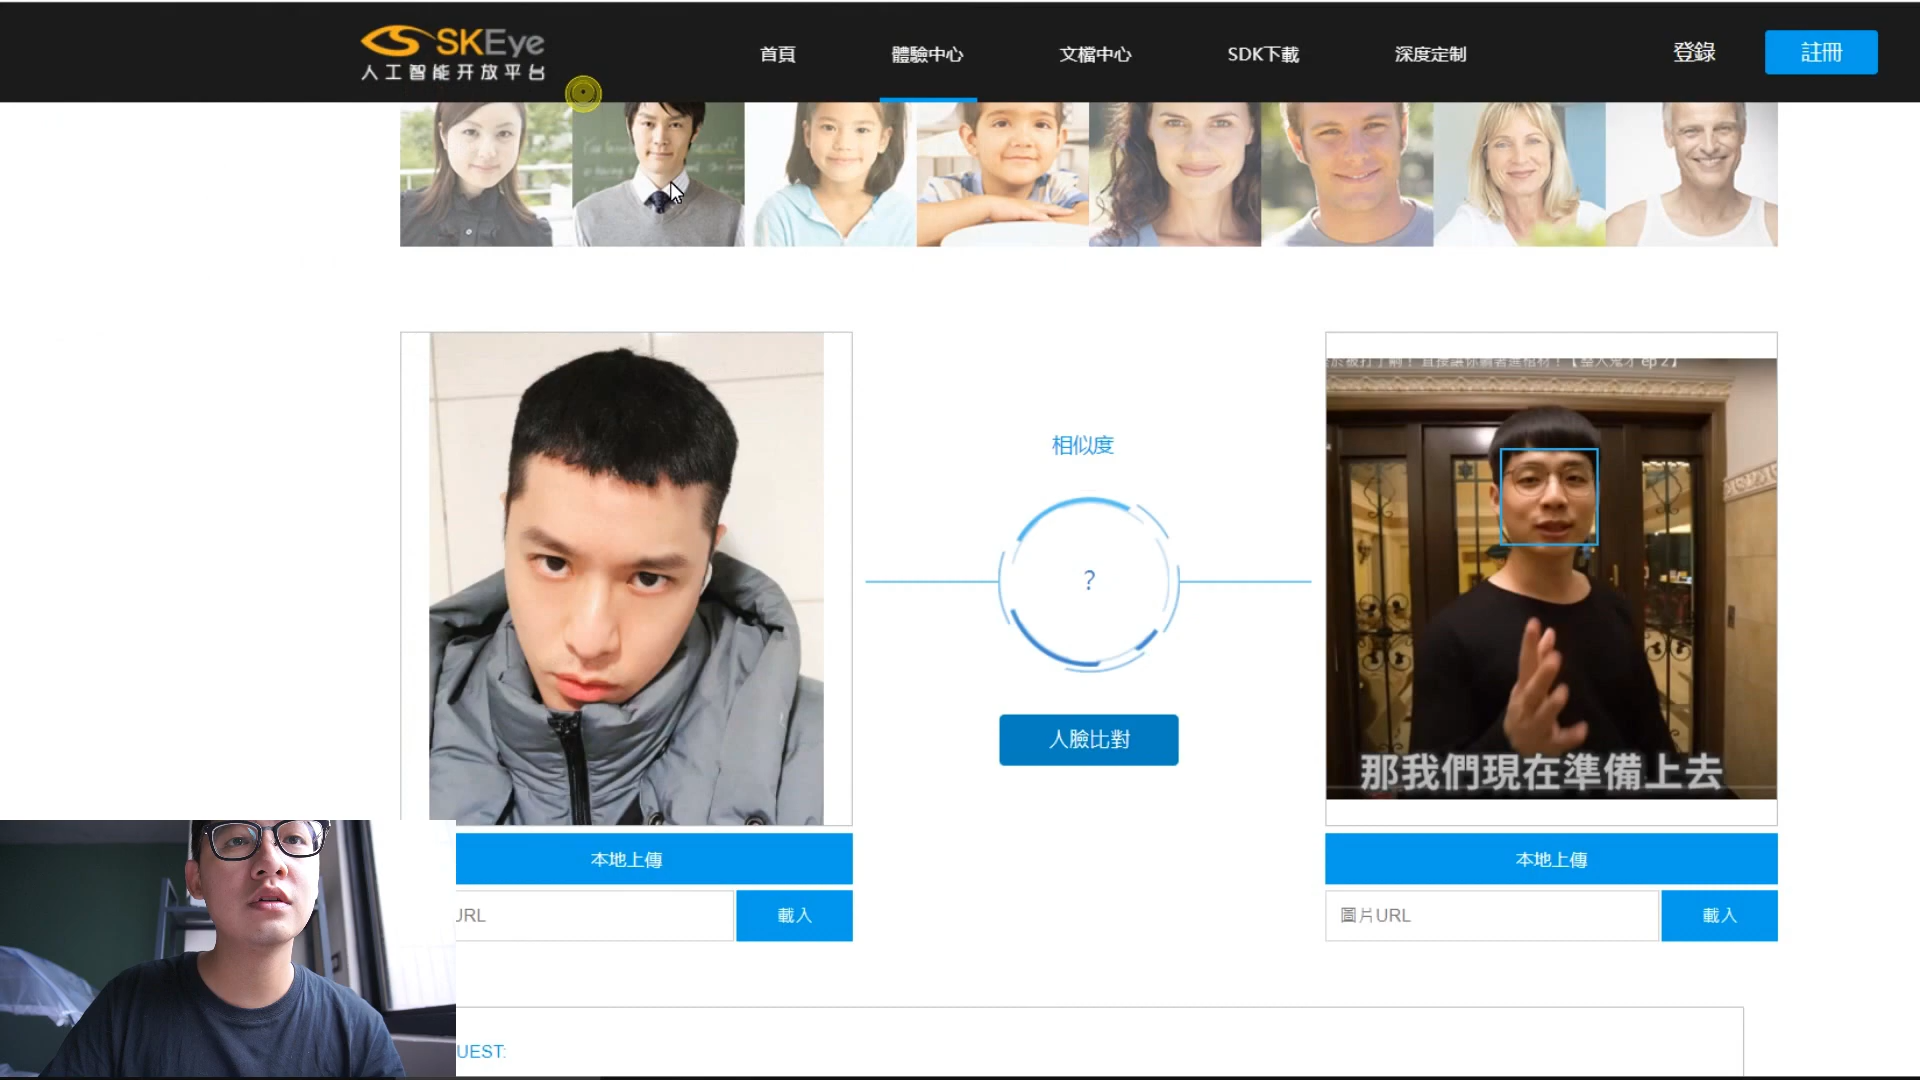 SKEye
人工智能开放平台
首頁
體驗中心
文檔中心
SDK下載
深度定制
登錄
註冊
相似度
?
人臉比對
那我們現在準備上去
本地上傳
本地上傳
URL
載入
圖片URL
載入
UEST: